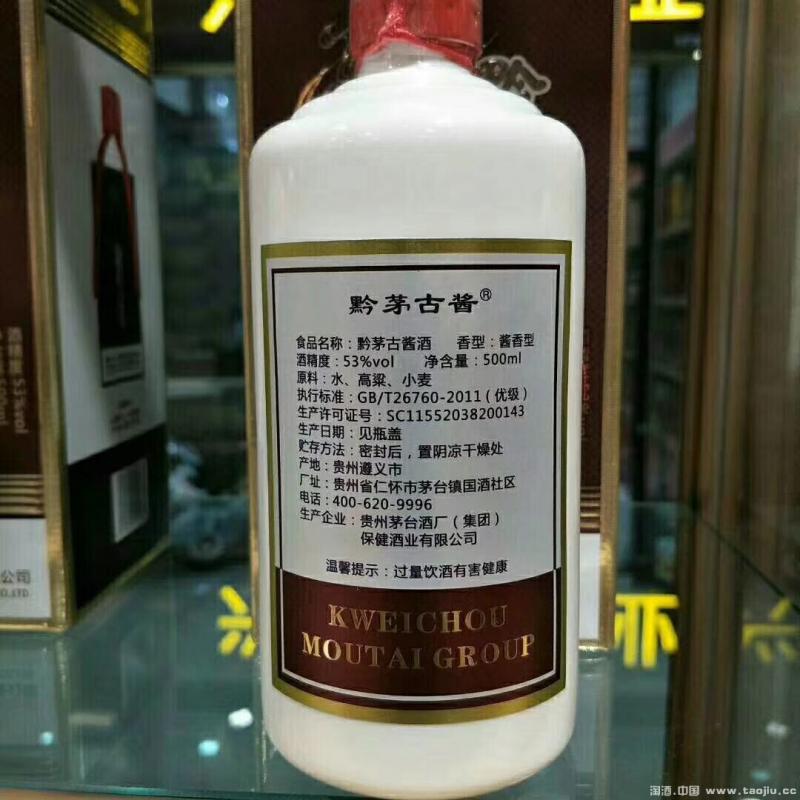 黔茅古酱®
食品名称：黔茅古酱酒 香型：酱香型
酒精度：53%vol 净含量：500ml
原料：水、高粱、小麦
执行标准：GB/T26760-2011（优级）
生产许可证号：SC11552038200143
生产日期：见瓶盖
贮存方法：密封后，置阴凉干燥处
产地：贵州遵义市
厂址：贵州省仁怀市茅台镇国酒社区
电话：400-620-9996
生产企业：贵州茅台酒厂（集团）
保健酒业有限公司
温馨提示：过量饮酒有害健康
KWEICHOU
MOUTAI GROUP
公司
O.,LTD.
淘酒.中国 www.taojiu.cc